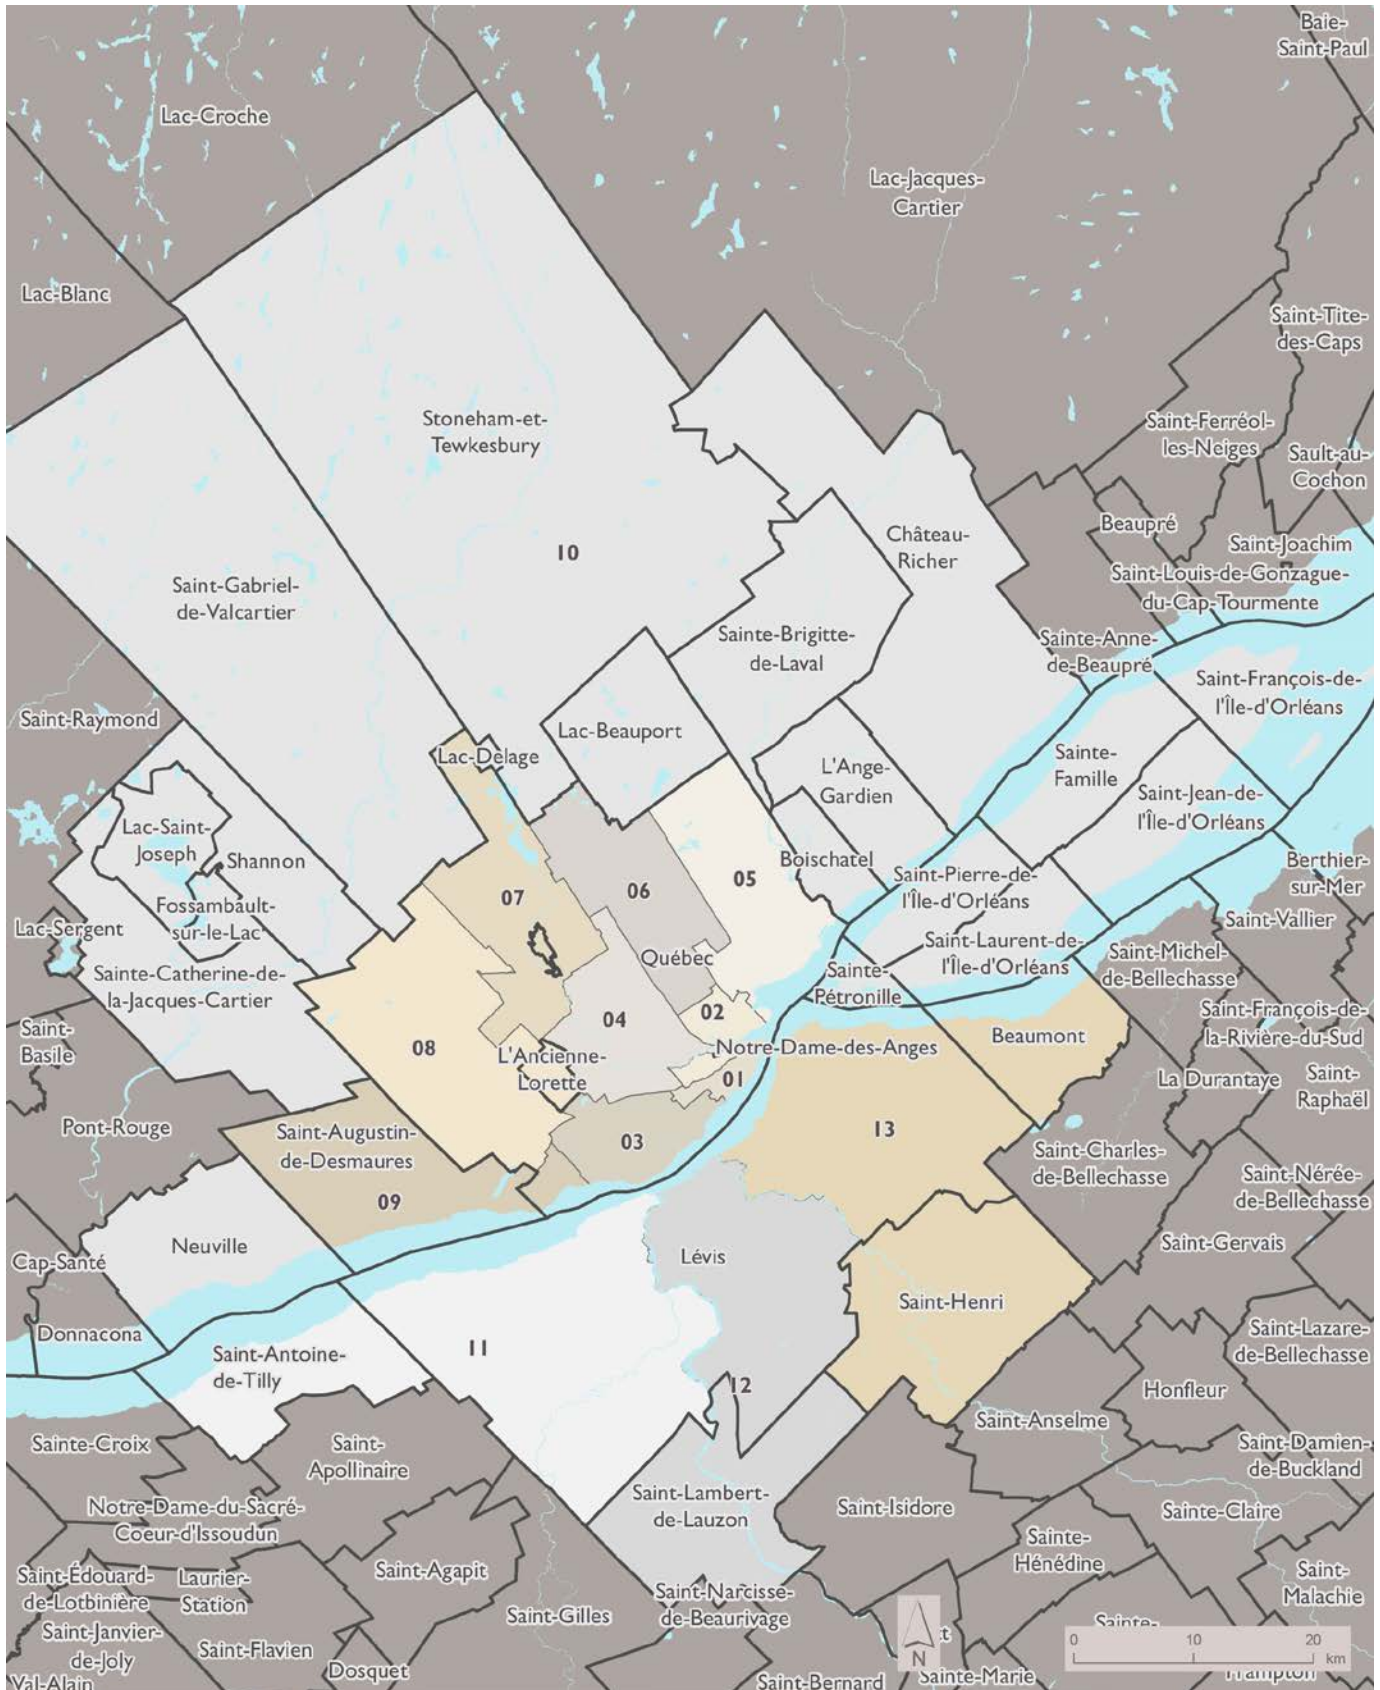 Baie-
Saint-Paul
Lac-Croche
Lac-Jacques-
Cartier
Lac-Blanc
Saint-Tite-
des-Caps
Stoneham-et-
Tewkesbury
Saint-Ferréol-
les-Neiges
Sault-au-
Cochon
Beaupré
Château-
Richer
Saint-Joachim
10
Saint-Louis-de-Gonzague-
du-Cap-Tourmente
Saint-Gabriel-
de-Valcartier
Sainte-Brigitte-
de-Laval
Sainte-Anne-
de-Beaupré
Saint-François-de-
l'Île-d'Orléans
Saint-Raymond
Lac-Beauport
Lac-Delage
Sainte-
Famille
L'Ange-
Gardien
Saint-Jean-de-
l'Île-d'Orléans
Lac-Saint-
Joseph
Shannon
Boischatel
Berthier-
sur-Mer
05
06
07
Saint-Pierre-de-
l'Île-d'Orléans
Fossambault-
sur-le-Lac
Lac-Sergent
Saint-Vallier
Saint-Laurent-de-
l'Île-d'Orléans
Québec
Saint-Michel-
de-Bellechasse
Sainte-Catherine-de-
la-Jacques-Cartier
Sainte-
Pétronille
Saint-François-de-
la-Rivière-du-Sud
02
04
Saint-
Basile
Beaumont
08
Notre-Dame-des-Anges
L'Ancienne-
Lorette
01
La Durantaye
Saint-
Raphaël
Pont-Rouge
13
03
Saint-Augustin-
de-Desmaures
Saint-Charles-
de-Bellechasse
Saint-Nérée-
de-Bellechasse
09
Neuville
Lévis
Saint-Gervais
Cap-Santé
Saint-Henri
Donnacona
Saint-Lazare-
de-Bellechasse
11
Saint-Antoine-
de-Tilly
12
Honfleur
Saint-Anselme
Sainte-Croix
Saint-
Apollinaire
Saint-Damien-
de-Buckland
Saint-Lambert-
de-Lauzon
Notre-Dame-du-Sacré-
Coeur-d'Issoudun
Saint-Isidore
Sainte-Claire
Sainte-
Hénédine
Saint-Agapit
Saint-Édouard-
de-Lotbinière
Laurier-
Station
Saint-
Malachie
Saint-Narcisse-
de-Beaurivage
Saint-Gilles
Saint-Janvier-
de-Joly
Saint-Flavien
Dosquet
Sainte-
Val-Alain
Saint-Bernard
Sainte-Marie
Frampton
N
0 10 20
km